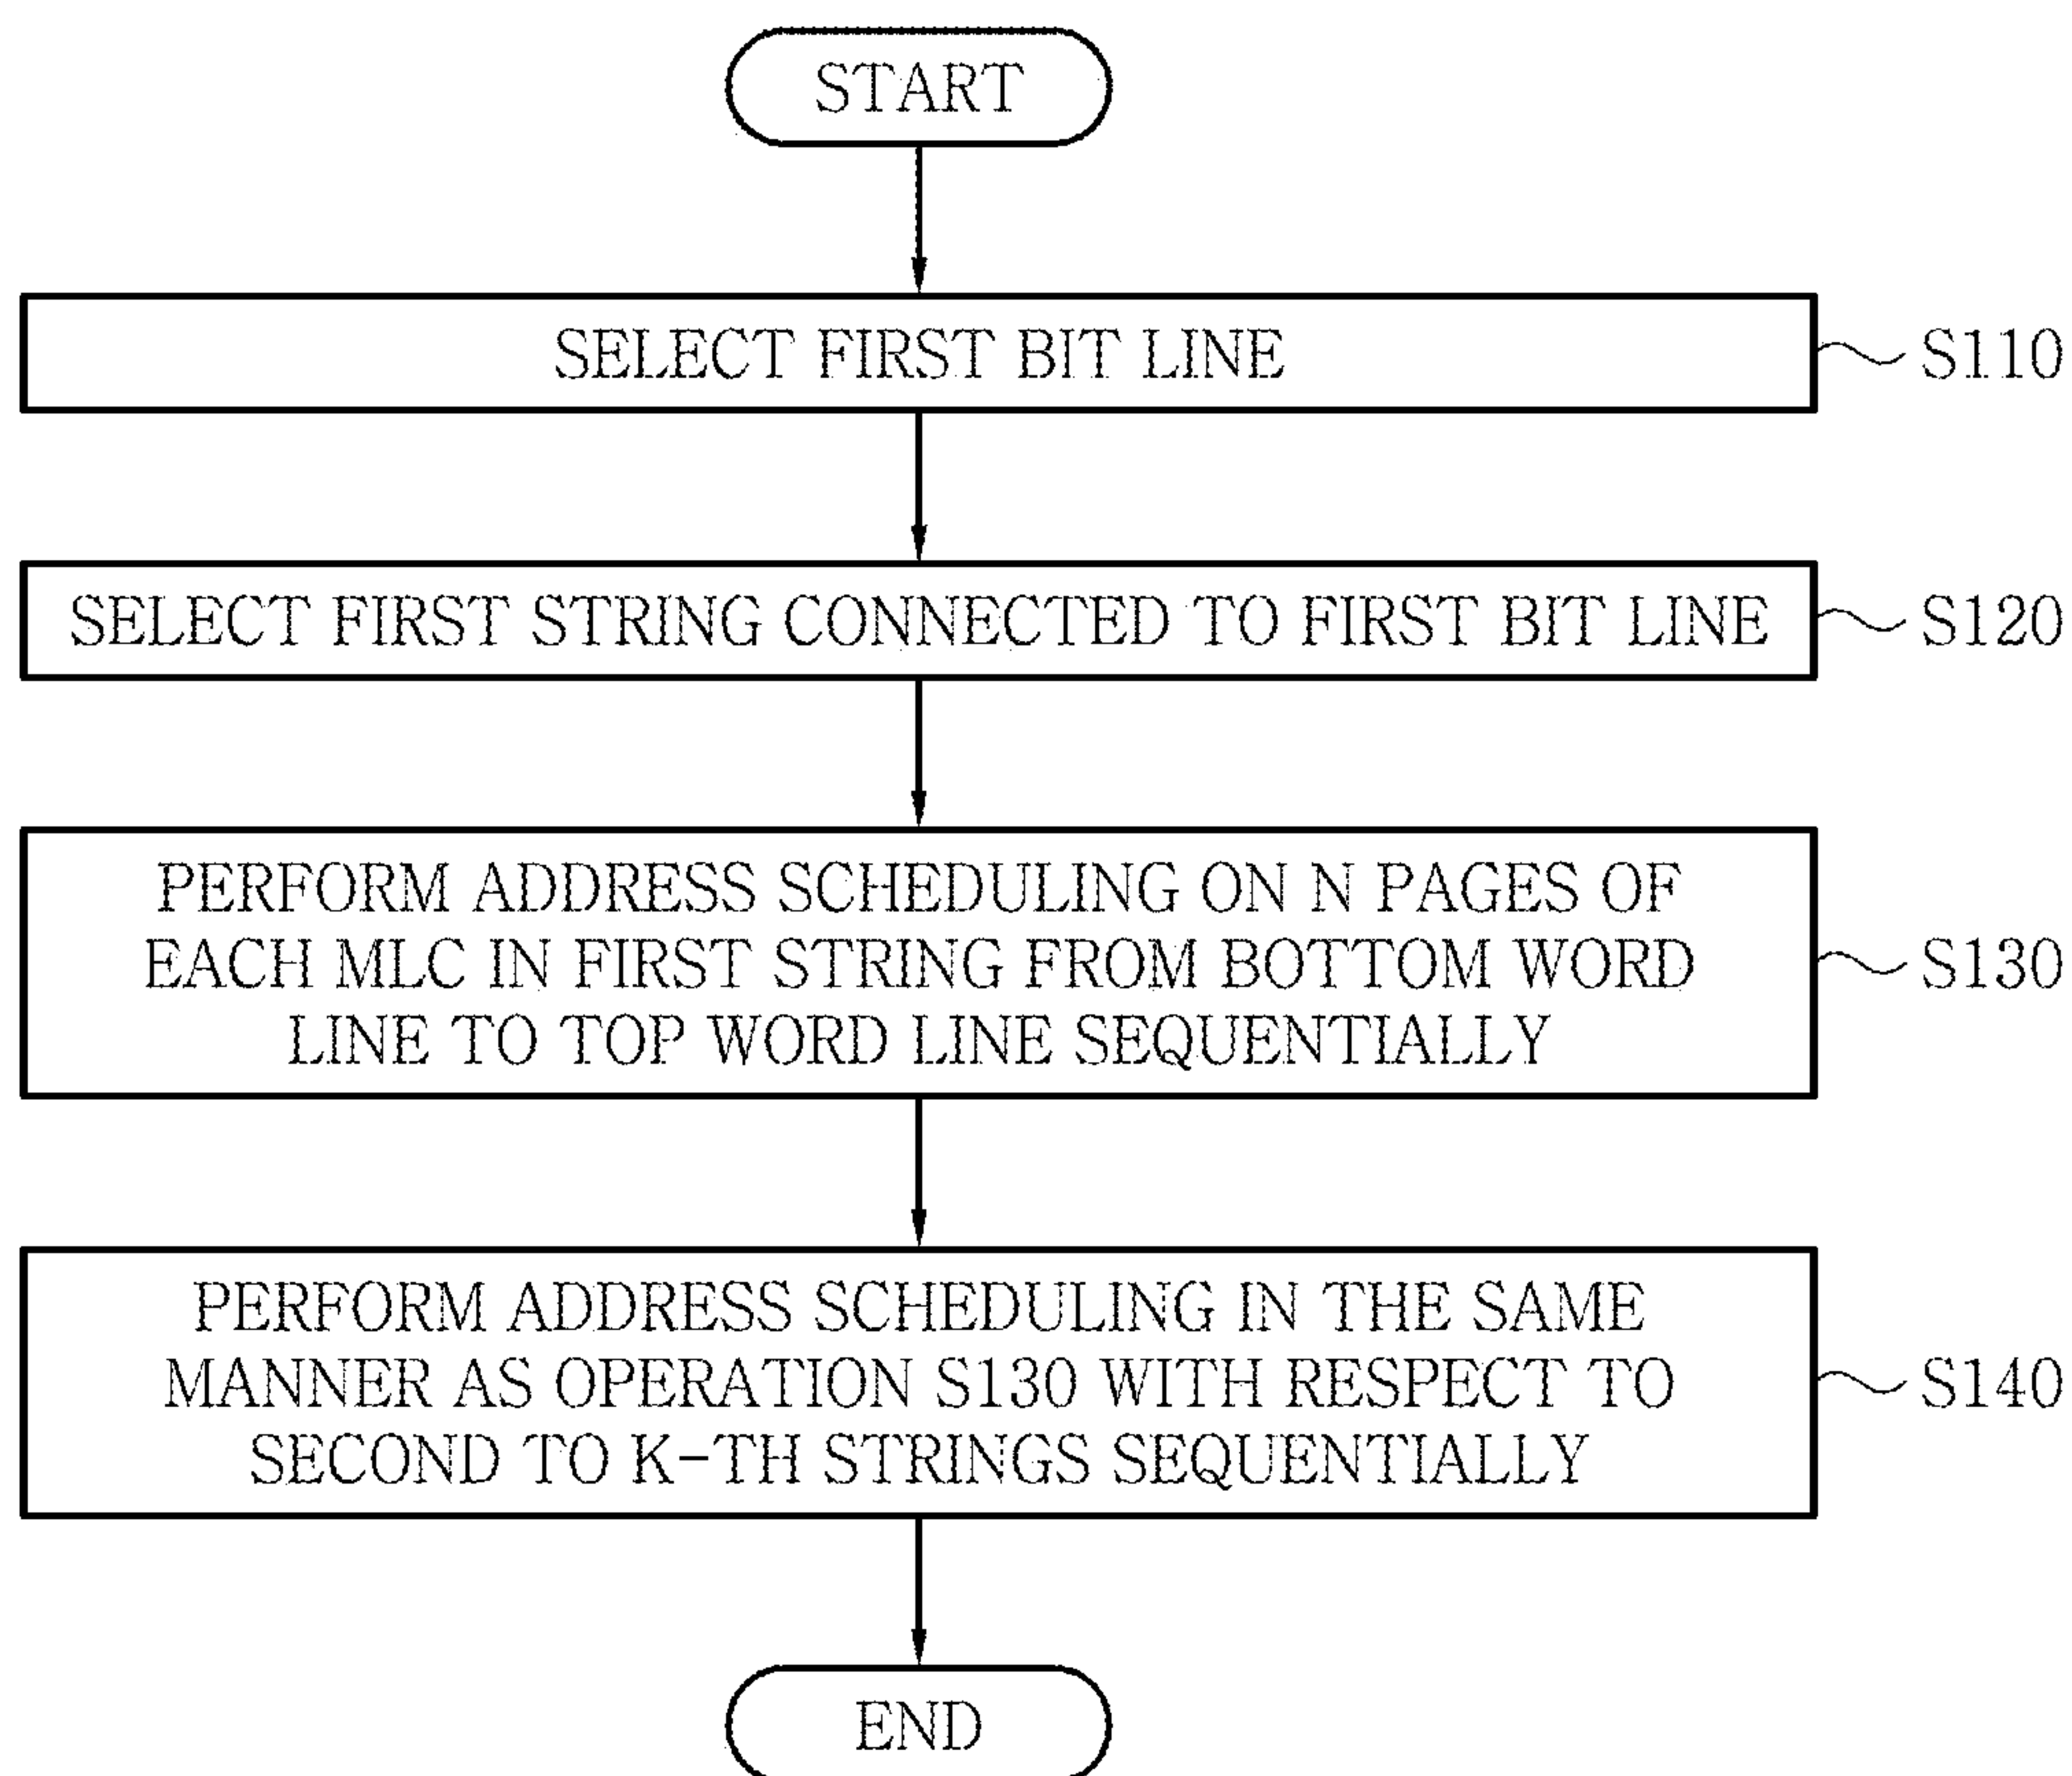 START
SELECT FIRST BIT LINE
S110
SELECT FIRST STRING CONNECTED TO FIRST BIT LINE
S120
PERFORM ADDRESS SCHEDULING ON N PAGES OF
EACH MLC IN FIRST STRING FROM BOTTOM WORD
LINE TO TOP WORD LINE SEQUENTIALLY
S130
PERFORM ADDRESS SCHEDULING IN THE SAME
MANNER AS OPERATION S130 WITH RESPECT TO
SECOND TO K-TH STRINGS SEQUENTIALLY
S140
END